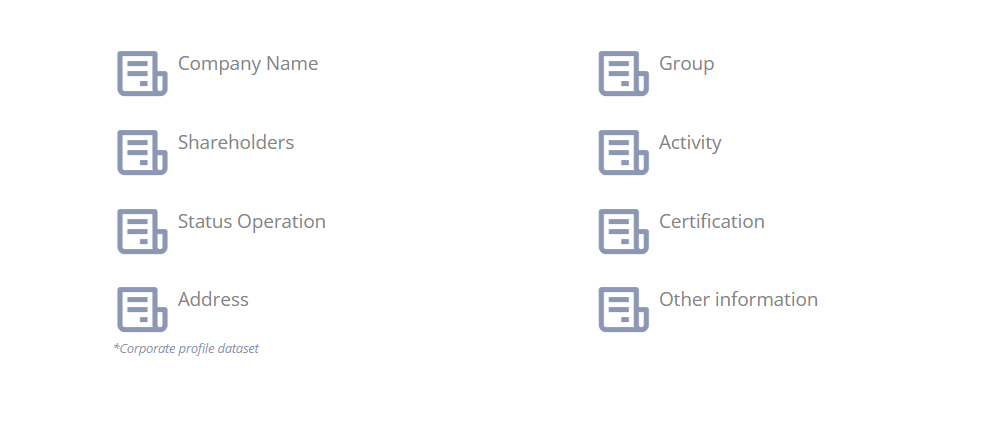 Company Name
Group
Shareholders
Activity
Status Operation
Certification
Address
Other information
*Corporate profile dataset